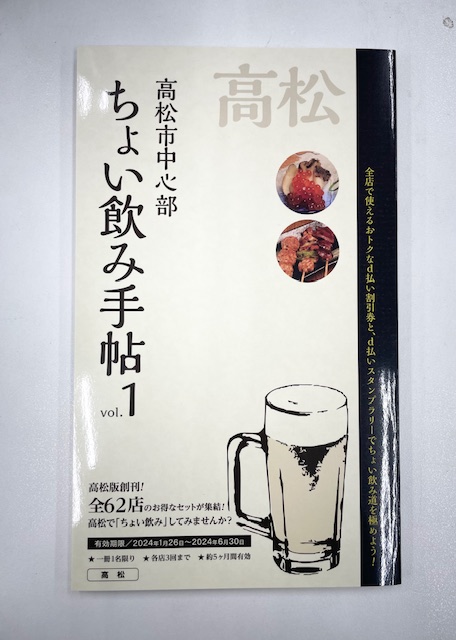 高松
高松市中心部
ちょい飲み手帖
vol.1
全店で使えるおトクなd払い割引券と、d払いスタンプラリーでちょい飲み道を極めよう!
高松版創刊!
全62店のお得なセットが集結!
高松で「ちょい飲み」してみませんか?
有効期限/2024年1月26日～2024年6月30日
★一冊1名限り ★各店3回まで ★約5ヶ月間有効
高松